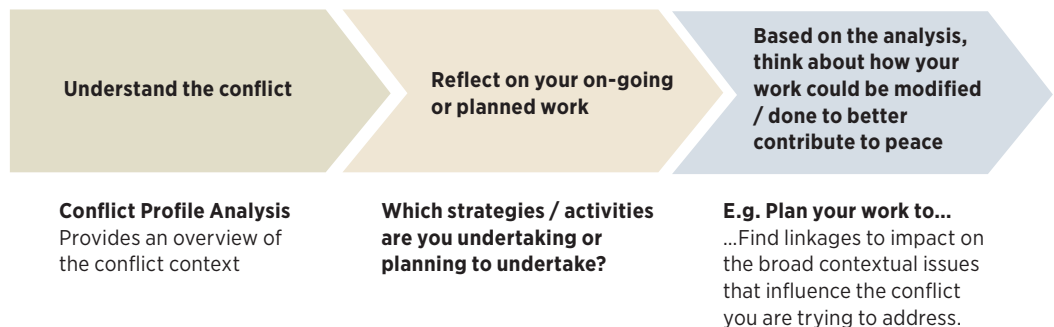 Understand the conflict
Reflect on your on-going
or planned work
Based on the analysis,
think about how your
work could be modified
/ done to better
contribute to peace
Conflict Profile Analysis
Provides an overview of
the conflict context
Which strategies / activities
are you undertaking or
planning to undertake?
E.g. Plan your work to...
...Find linkages to impact on
the broad contextual issues
that influence the conflict
you are trying to address.